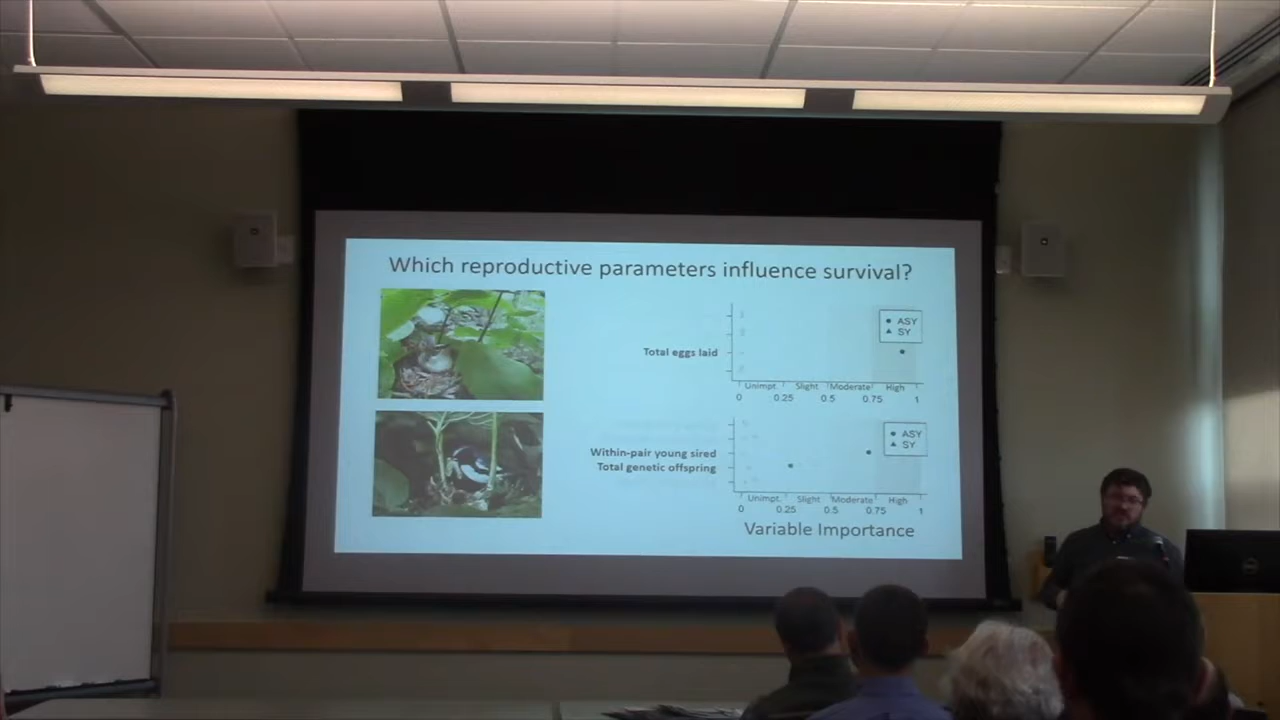 Which reproductive parameters influence survival?
ASY
SY
Total eggs laid
Unimpt. Slight Moderate High
0 0.25 0.5 0.75 1
ASY
SY
Within-pair young sired
Total genetic offspring
Unimpt. Slight Moderate High
0 0.25 0.5 0.75 1
Variable Importance